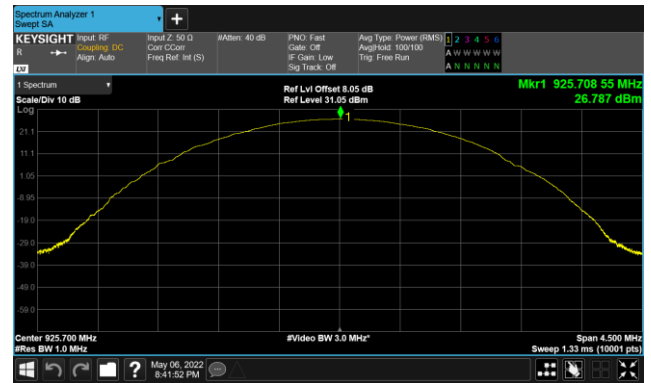 Spectrum Analyzer 1
Swept SA
+
KEYSIGHT
R
LXI
Input: RF
Coupling: DC
Align: Auto
Input Z: 50 Ω
Corr CCorr
Freq Ref: Int (S)
#Atten: 40 dB
PNO: Fast
Gate: Off
IF Gain: Low
Sig Track: Off
Avg Type: Power (RMS)
Avg|Hold: 100/100
Trig: Free Run
1 2 3 4 5 6
A W W W W W
A N N N N N
1 Spectrum
Scale/Div 10 dB
Log
Ref Lvl Offset 8.05 dB
Ref Level 31.05 dBm
Mkr1 925.708 55 MHz
26.787 dBm
1
21.1
11.1
1.05
-8.95
-19.0
-29.0
-39.0
-49.0
-59.0
Center 925.700 MHz
#Res BW 1.0 MHz
#Video BW 3.0 MHz*
Span 4.500 MHz
Sweep 1.33 ms (10001 pts)
?
May 06, 2022
8:41:52 PM